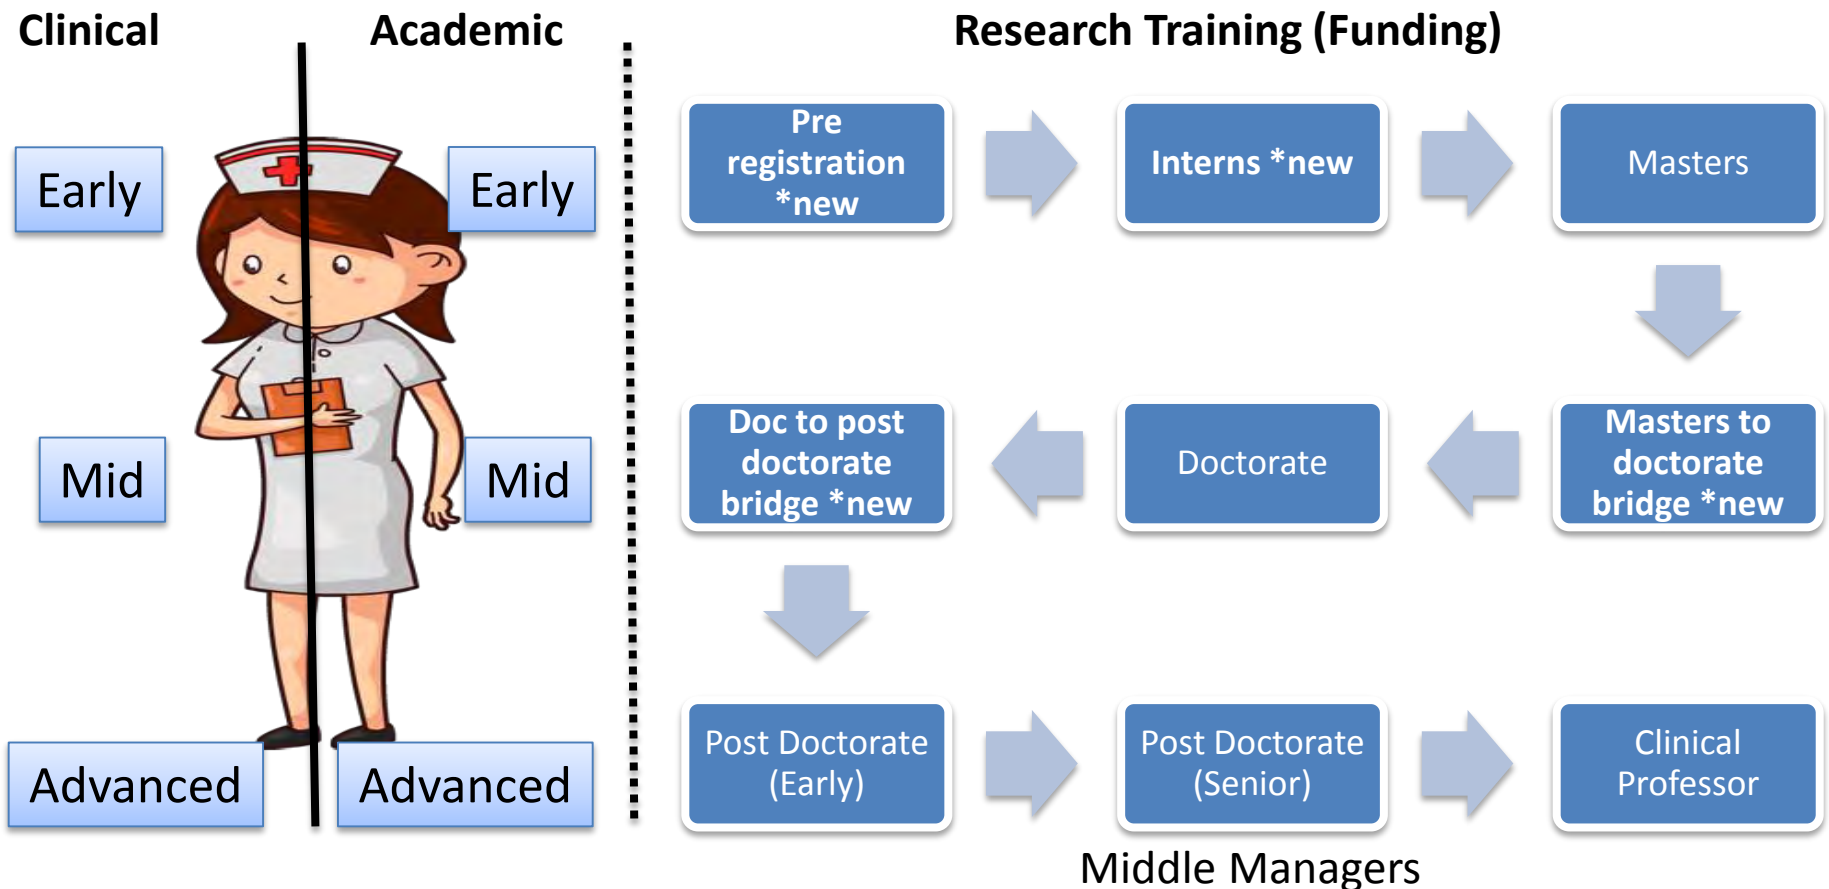 Clinical
Academic
Research Training (Funding)
Early
Early
Pre
registration
*new
Interns *new
Masters
Mid
Mid
Doc to post
doctorate
bridge *new
Doctorate
Masters to
doctorate
bridge *new
Advanced
Advanced
Post Doctorate
(Early)
Post Doctorate
(Senior)
Clinical
Professor
Middle Managers